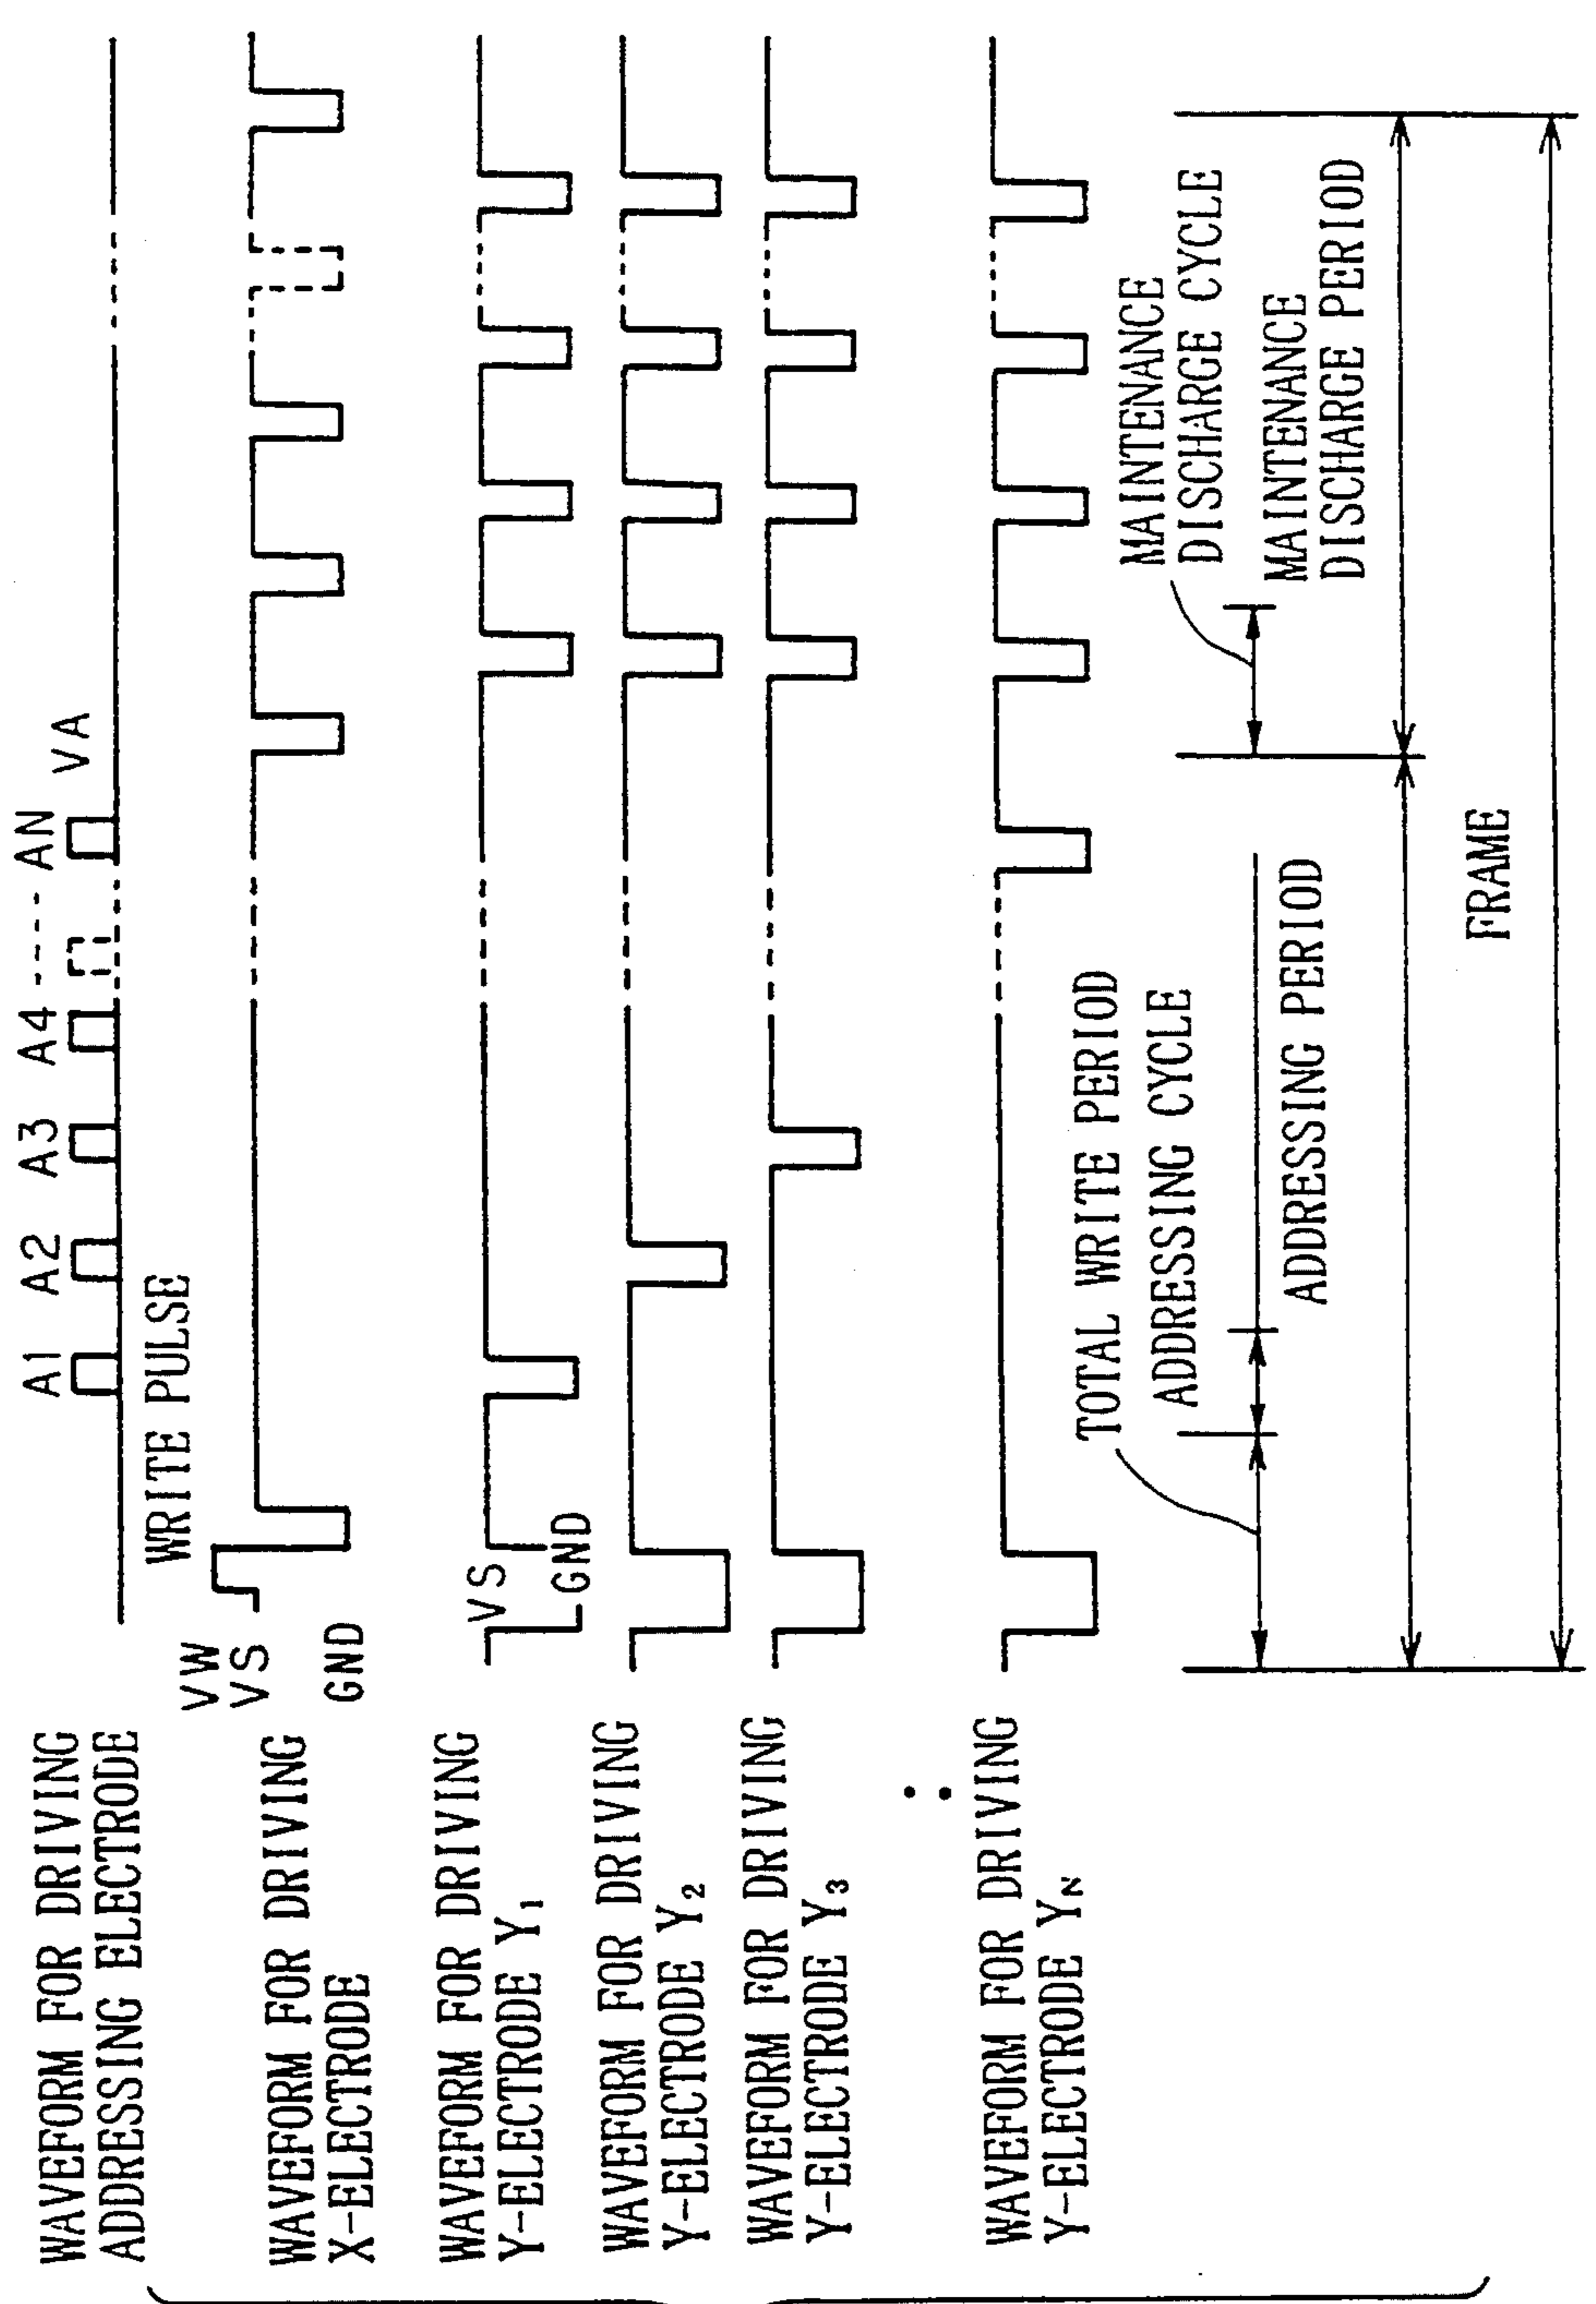 WAVEFORM FOR DRIVING
ADDRESSING ELECTRODE
A1 A2 A3 A4 ---- AN
VA
WRITE PULSE
VW
VS
GND
WAVEFORM FOR DRIVING
X-ELECTRODE
WAVEFORM FOR DRIVING
Y-ELECTRODE Y₁
VS
GND
WAVEFORM FOR DRIVING
Y-ELECTRODE Y₂
WAVEFORM FOR DRIVING
Y-ELECTRODE Y₃
WAVEFORM FOR DRIVING
Y-ELECTRODE Y_N
TOTAL WRITE PERIOD
ADDRESSING CYCLE
ADDRESSING PERIOD
MAINTENANCE
DISCHARGE CYCLE
MAINTENANCE
DISCHARGE PERIOD
FRAME